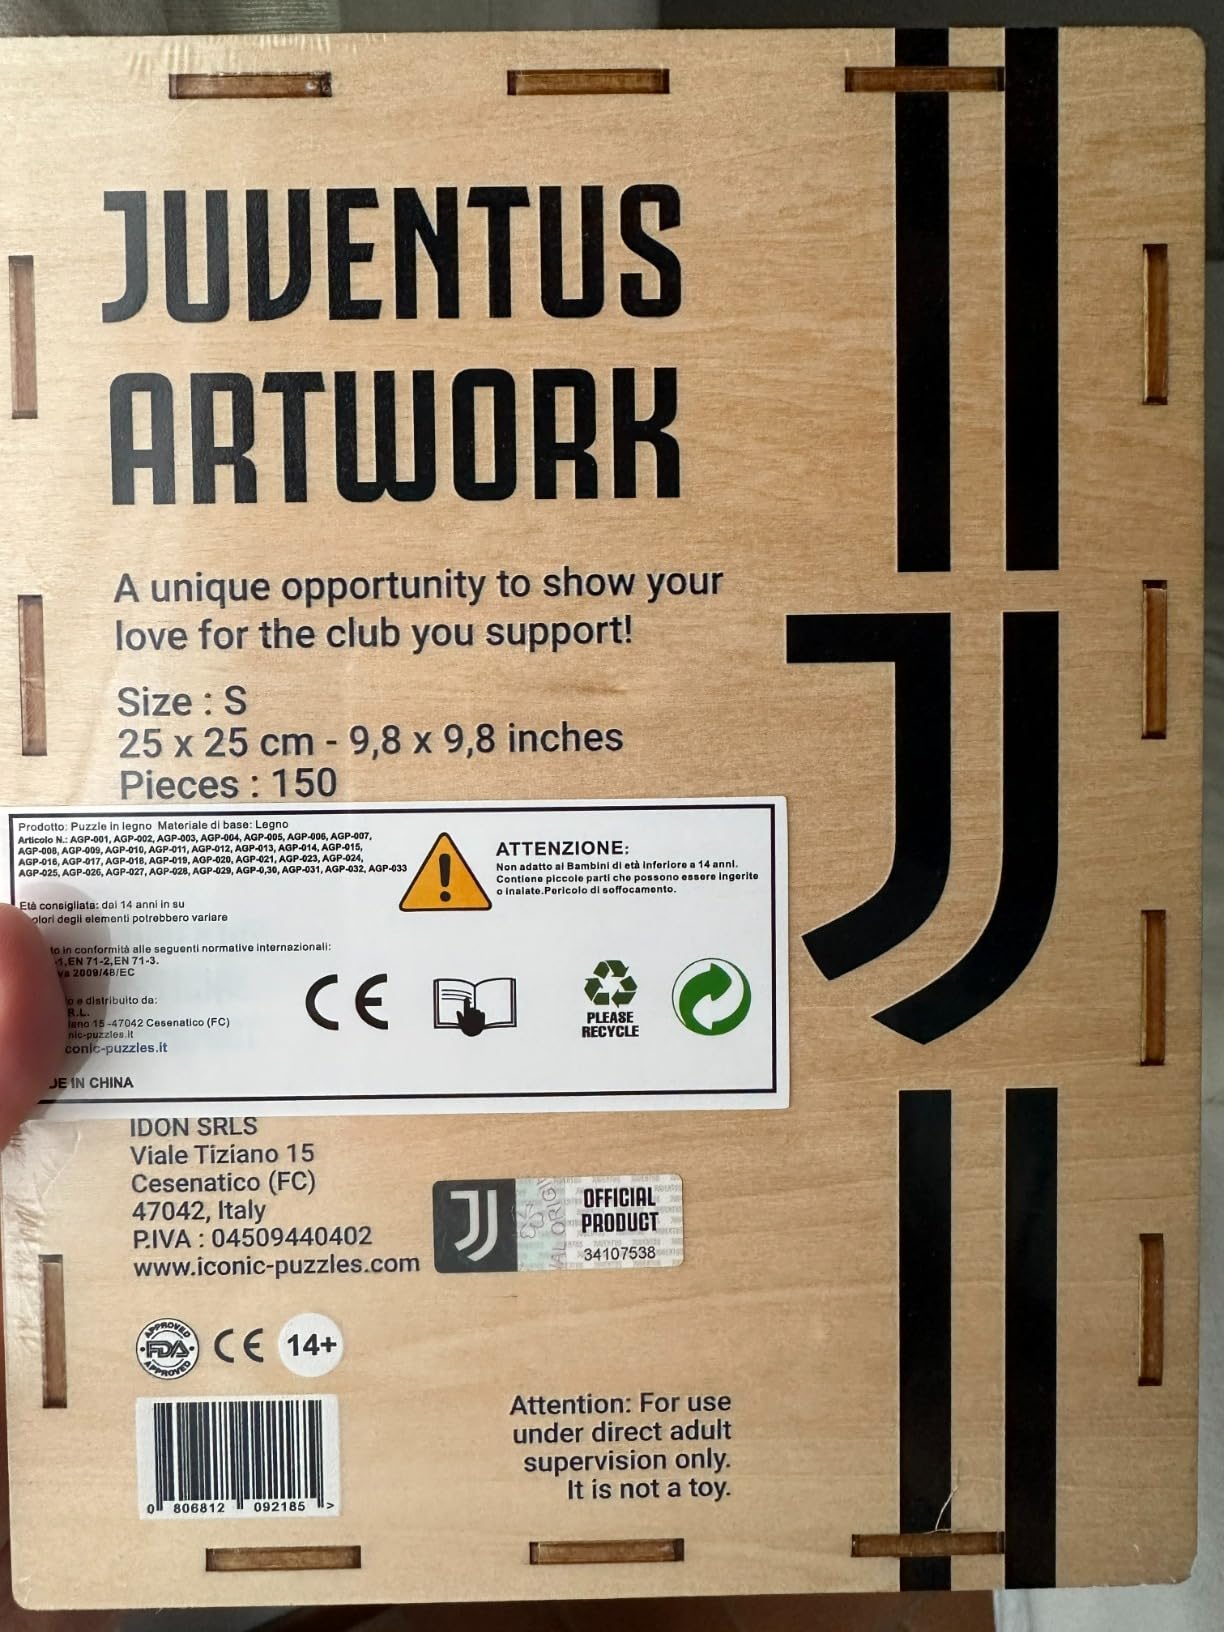 JUVENTUS
ARTWORK
A unique opportunity to show your
love for the club you support!
Size : S
25 x 25 cm - 9,8 x 9,8 inches
Pieces : 150
Prodotto: Puzzle in legno Materiale di base: Legno
Articolo N.: AGP-001, AGP-002, AGP-003, AGP-004, AGP-005, AGP-006, AGP-007,
AGP-008, AGP-009, AGP-010, AGP-011, AGP-012, AGP-013, AGP-014, AGP-015,
AGP-016, AGP-017, AGP-018, AGP-019, AGP-020, AGP-021, AGP-023, AGP-024,
AGP-025, AGP-026, AGP-027, AGP-028, AGP-029, AGP-0,30, AGP-031, AGP-032, AGP-033
Età consigliata: dai 14 anni in su
olori degli elementi potrebbero variare
to in conformità alle seguenti normative internazionali:
-1,EN 71-2,EN 71-3.
va 2009/48/EC
o e distribuito da:
R.L.
iano 15 -47042 Cesenatico (FC)
nic-puzzles.it
conic-puzzles.it
DE IN CHINA
ATTENZIONE:
Non adatto ai Bambini di età inferiore a 14 anni.
Contiene piccole parti che possono essere ingerite
o inalate.Pericolo di soffocamento.
CE
PLEASE
RECYCLE
IDON SRLS
Viale Tiziano 15
Cesenatico (FC)
47042, Italy
P.IVA : 04509440402
www.iconic-puzzles.com
OFFICIAL
PRODUCT
34107538
APPROVED
FDA
APPROVED
CE
14+
0 806812 092185 >
Attention: For use
under direct adult
supervision only.
It is not a toy.